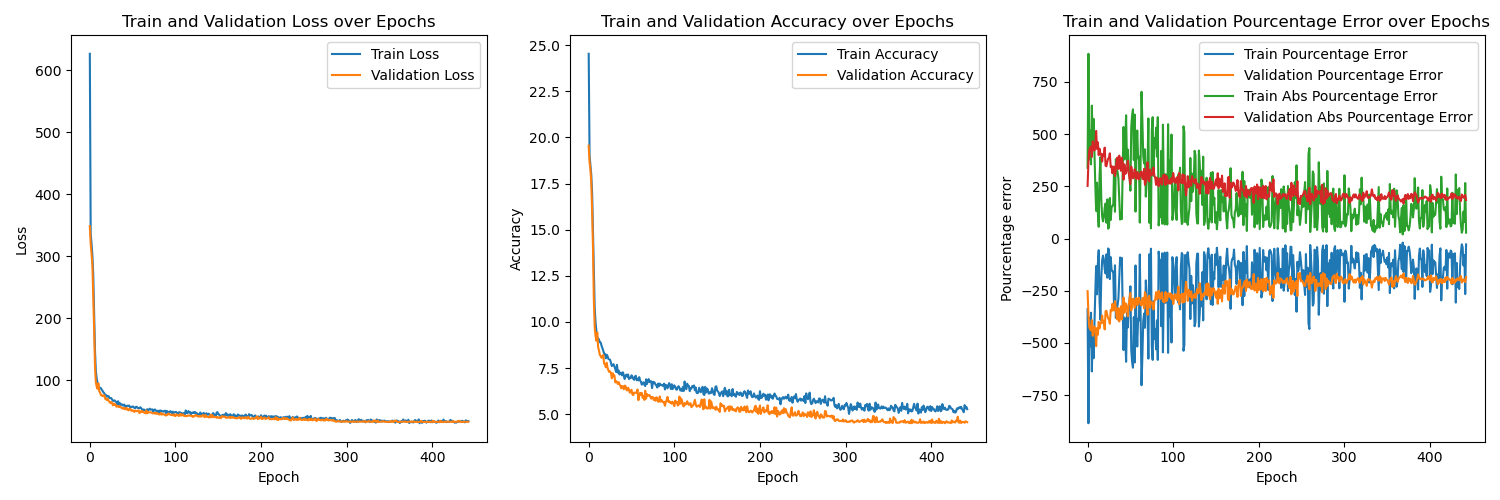 Train and Validation Loss over Epochs
Train Loss
Validation Loss
600
500
400
300
200
100
0
100
200
300
400
Loss
Epoch
Train and Validation Accuracy over Epochs
Train Accuracy
Validation Accuracy
25.0
22.5
20.0
17.5
15.0
12.5
10.0
7.5
5.0
0
100
200
300
400
Accuracy
Epoch
Train and Validation Pourcentage Error over Epochs
Train Pourcentage Error
Validation Pourcentage Error
Train Abs Pourcentage Error
Validation Abs Pourcentage Error
750
500
250
0
−250
−500
−750
0
100
200
300
400
Pourcentage error
Epoch